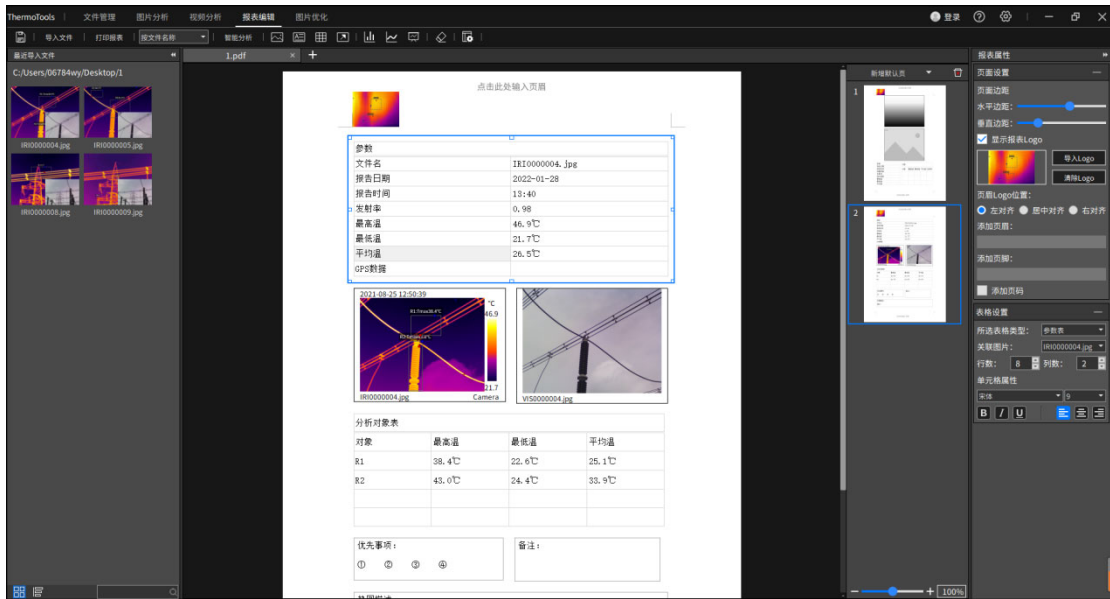 ThermoTools 文件管理 图片分析 视频分析 报表编辑 图片优化 登录
导入文件 打印报表 按文件名称 智能分析
最近导入文件
C:/Users/06784wy/Desktop/1
IRI0000004.jpg IRI0000005.jpg
IRI0000008.jpg IRI0000009.jpg
1.pdf × +
点击此处输入页眉
参数
文件名 IRI0000004.jpg
报告日期 2022-01-28
报告时间 13:40
发射率 0.98
最高温 46.9℃
最低温 21.7℃
平均温 26.5℃
GPS数据
2021-08-25 12:50:39
℃
46.9
21.7
IRI0000004.jpg Camera
VIS0000004.jpg
分析对象表
对象 最高温 最低温 平均温
R1 38.4℃ 22.6℃ 25.1℃
R2 43.0℃ 24.4℃ 33.9℃
优先事项: 备注:
① ② ③ ④
新增默认页
1
2
100%
报表属性
页面设置
页面边距
水平边距:
垂直边距:
显示报表Logo
导入Logo
清除Logo
页眉Logo位置:
左对齐 居中对齐 右对齐
添加页眉:
添加页脚:
添加页码
表格设置
所选表格类型: 参数表
关联图片: IRI0000004.jpg
行数: 8 列数: 2
单元格属性
宋体 9
B I U